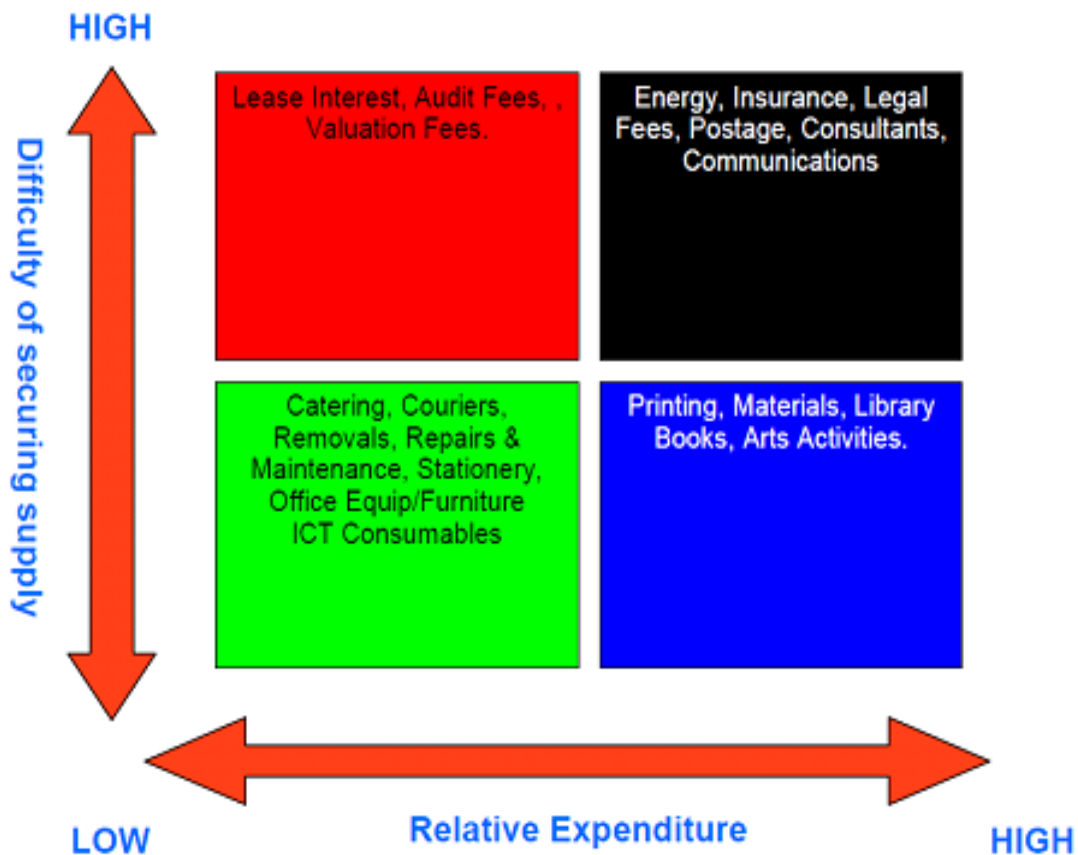 HIGH
Difficulty of securing supply
Lease Interest, Audit Fees, ,
Valuation Fees.
Energy, Insurance, Legal
Fees, Postage, Consultants,
Communications
Catering, Couriers,
Removals, Repairs &
Maintenance, Stationery,
Office Equip/Furniture
ICT Consumables
Printing, Materials, Library
Books, Arts Activities.
LOW
Relative Expenditure
HIGH